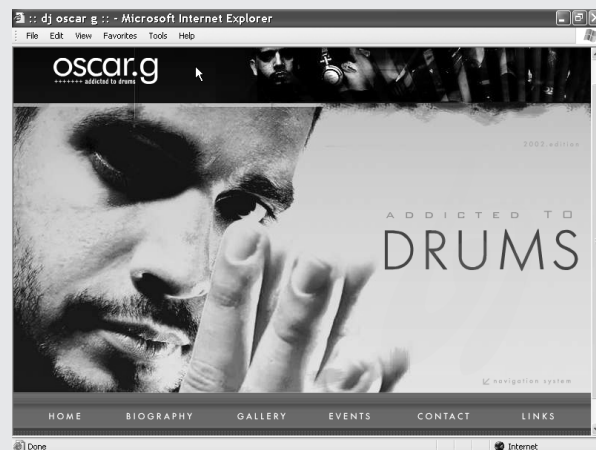 :: dj oscar g :: - Microsoft Internet Explorer
File Edit View Favorites Tools Help
oscar.g
+++++++ addicted to drums
2003.edition
ADDICTED TO
DRUMS
navigation system
HOME BIOGRAPHY GALLERY EVENTS CONTACT LINKS
Done Internet